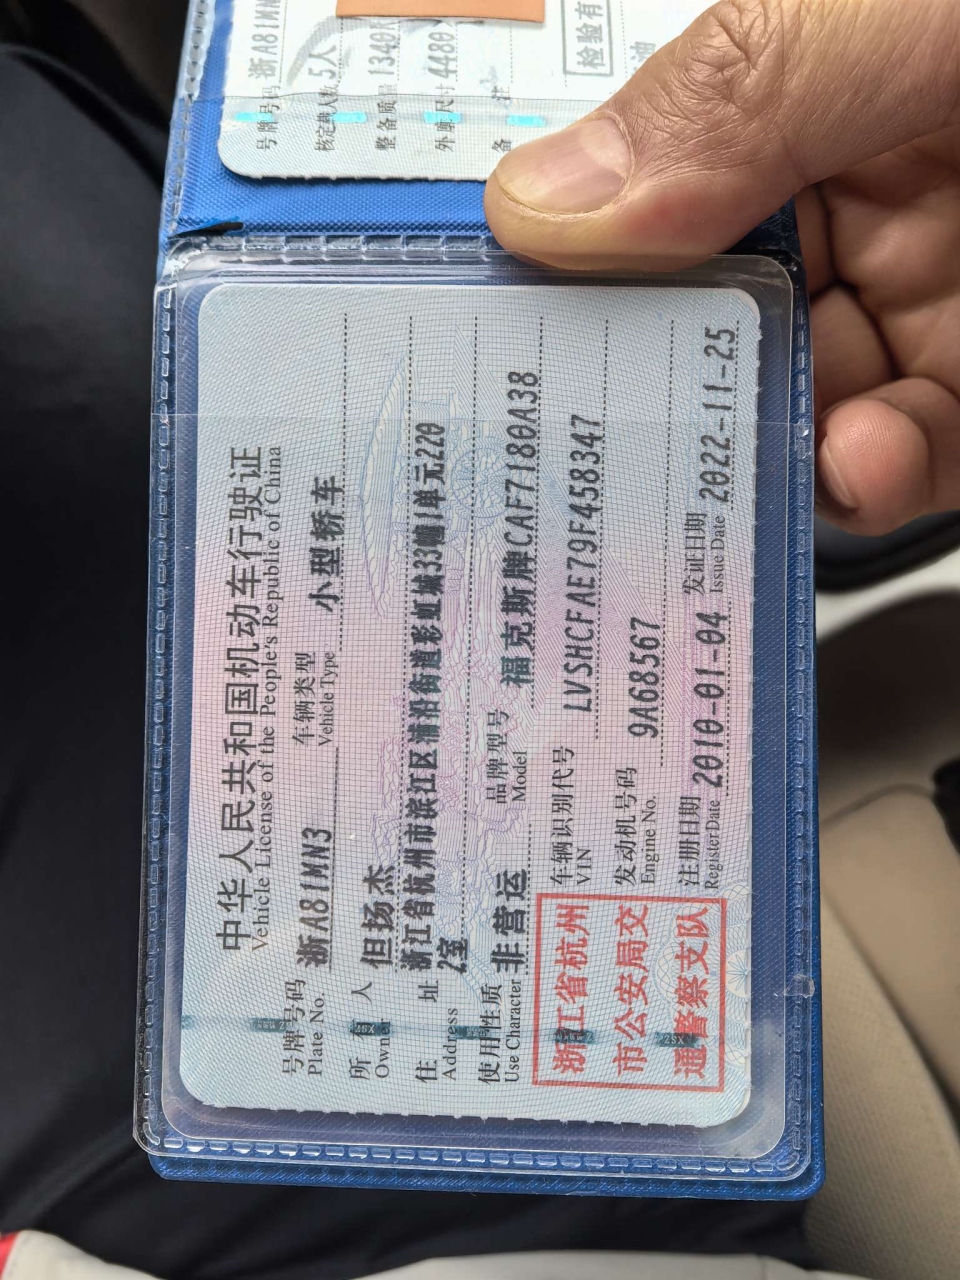 号牌号码 浙A81MN
核定载人数 5人
整备质量 1340
外廓尺寸 4480
备 注
检验有
油
中华人民共和国机动车行驶证
Vehicle License of the People's Republic of China
号牌号码 浙A81MN3 车辆类型 小型轿车
Plate No. Vehicle Type
所有人 但扬杰
Owner
住 址 浙江省杭州市滨江区浦沿街道彩虹城33幢1单元220
Address 2室
使用性质 非营运 品牌型号 福克斯牌CAF7180A38
Use Character Model
浙江省杭州
市公安局交
通警察支队
车辆识别代号 LVSHCFAE79F458347
VIN
发动机号码 9A68567
Engine No.
注册日期 2010-01-04 发证日期 2022-11-25
Register Date Issue Date